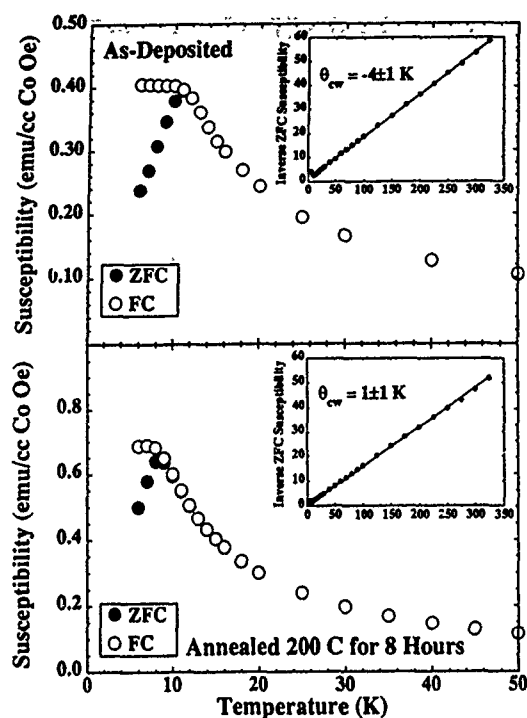 0.50
0.40
0.30
0.20
0.10
0.0
Susceptibility (emu/cc Co Oe)
As-Deposited
ZFC
FC
Inverse ZFC Susceptibility
60
50
40
30
20
10
0
0 50 100 150 200 250 300 350
θcw = -4±1 K
0.8
0.6
0.4
0.2
0.0
Susceptibility (emu/cc Co Oe)
ZFC
FC
Annealed 200 C for 8 Hours
Inverse ZFC Susceptibility
60
50
40
30
20
10
0
0 50 100 150 200 250 300 350
θcw = 1±1 K
0 10 20 30 40 50
Temperature (K)